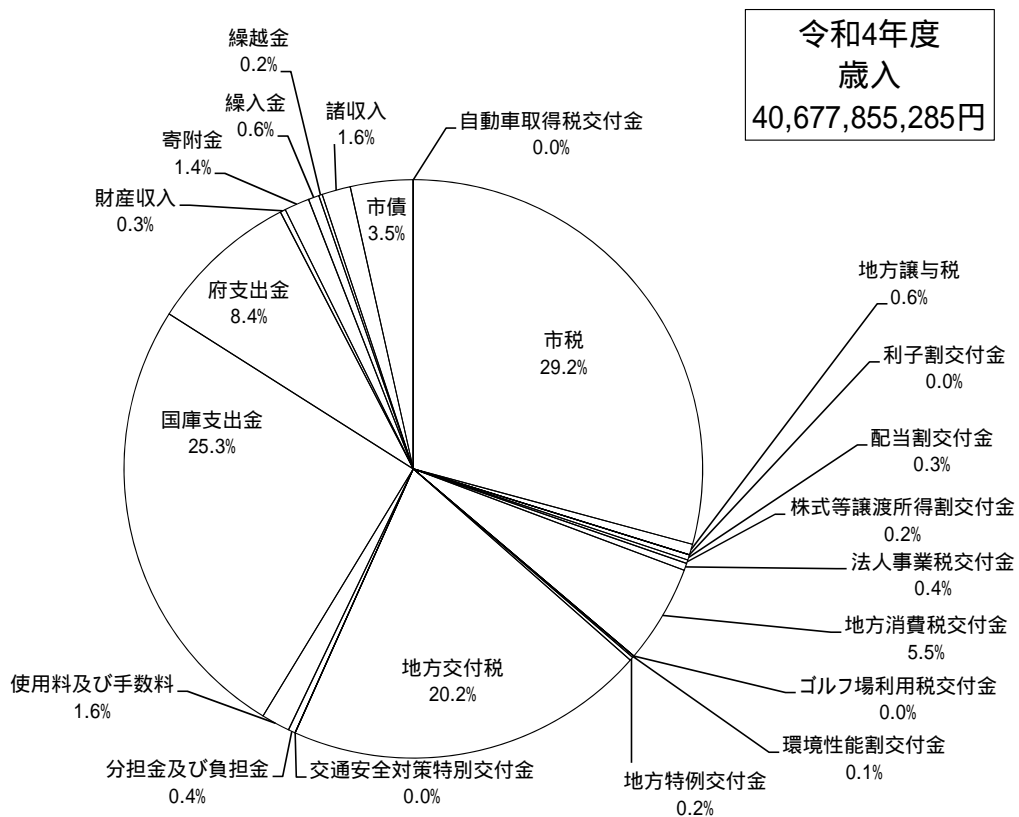 令和4年度
歳入
40,677,855,285円
自動車取得税交付金
0.0%
市税
29.2%
地方譲与税
0.6%
利子割交付金
0.0%
配当割交付金
0.3%
株式等譲渡所得割交付金
0.2%
法人事業税交付金
0.4%
地方消費税交付金
5.5%
ゴルフ場利用税交付金
0.0%
環境性能割交付金
0.1%
地方特例交付金
0.2%
地方交付税
20.2%
交通安全対策特別交付金
0.0%
分担金及び負担金
0.4%
使用料及び手数料
1.6%
国庫支出金
25.3%
府支出金
8.4%
財産収入
0.3%
寄附金
1.4%
繰入金
0.6%
繰越金
0.2%
諸収入
1.6%
市債
3.5%